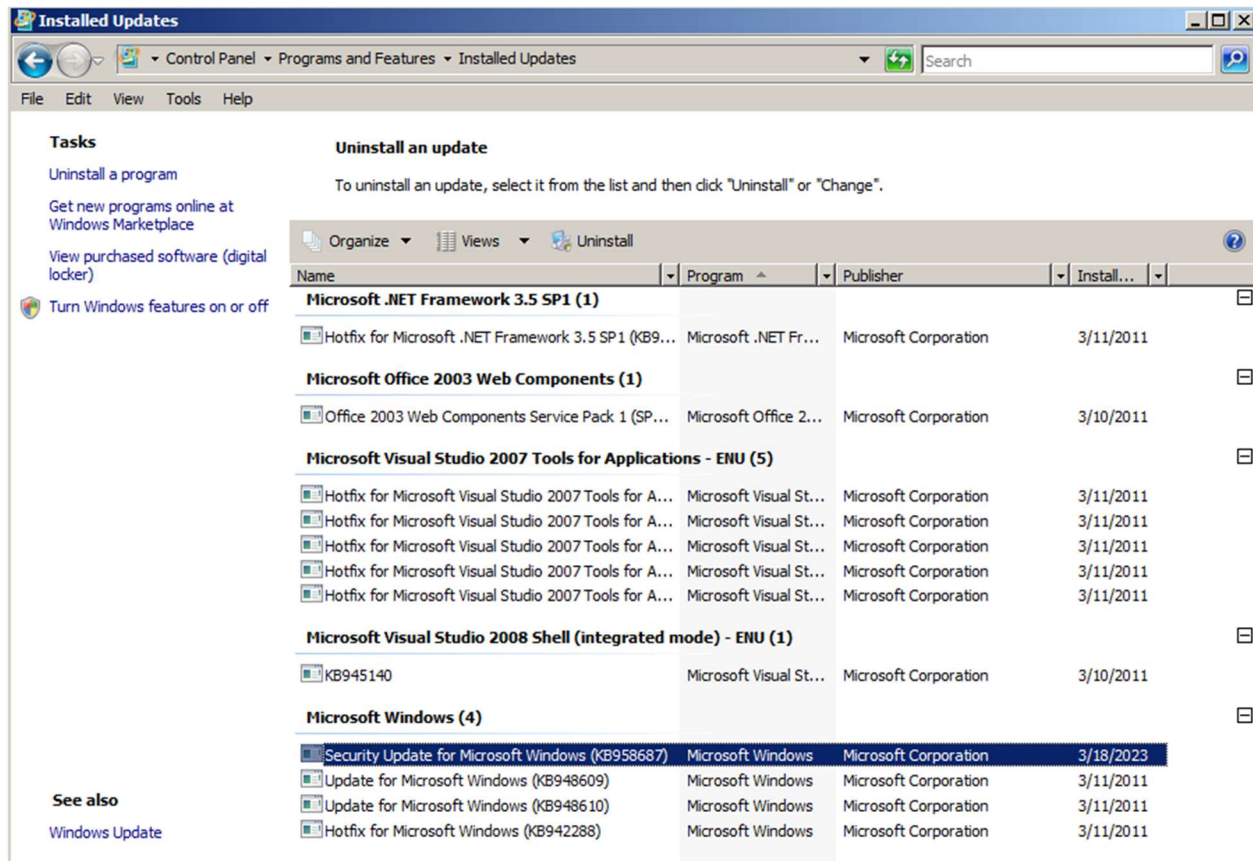 Installed Updates
Control Panel Programs and Features Installed Updates
Search
File Edit View Tools Help
Tasks
Uninstall a program
Get new programs online at
Windows Marketplace
View purchased software (digital
locker)
Turn Windows features on or off
Uninstall an update
To uninstall an update, select it from the list and then click "Uninstall" or "Change".
Organize Views Uninstall
Name Program Publisher Install...
Microsoft .NET Framework 3.5 SP1 (1)
Hotfix for Microsoft .NET Framework 3.5 SP1 (KB9... Microsoft .NET Fr... Microsoft Corporation 3/11/2011
Microsoft Office 2003 Web Components (1)
Office 2003 Web Components Service Pack 1 (SP... Microsoft Office 2... Microsoft Corporation 3/10/2011
Microsoft Visual Studio 2007 Tools for Applications - ENU (5)
Hotfix for Microsoft Visual Studio 2007 Tools for A... Microsoft Visual St... Microsoft Corporation 3/11/2011
Hotfix for Microsoft Visual Studio 2007 Tools for A... Microsoft Visual St... Microsoft Corporation 3/11/2011
Hotfix for Microsoft Visual Studio 2007 Tools for A... Microsoft Visual St... Microsoft Corporation 3/11/2011
Hotfix for Microsoft Visual Studio 2007 Tools for A... Microsoft Visual St... Microsoft Corporation 3/11/2011
Hotfix for Microsoft Visual Studio 2007 Tools for A... Microsoft Visual St... Microsoft Corporation 3/11/2011
Microsoft Visual Studio 2008 Shell (integrated mode) - ENU (1)
KB945140 Microsoft Visual St... Microsoft Corporation 3/10/2011
Microsoft Windows (4)
Security Update for Microsoft Windows (KB958687) Microsoft Windows Microsoft Corporation 3/18/2023
Update for Microsoft Windows (KB948609) Microsoft Windows Microsoft Corporation 3/11/2011
Update for Microsoft Windows (KB948610) Microsoft Windows Microsoft Corporation 3/11/2011
Hotfix for Microsoft Windows (KB942288) Microsoft Windows Microsoft Corporation 3/11/2011
See also
Windows Update